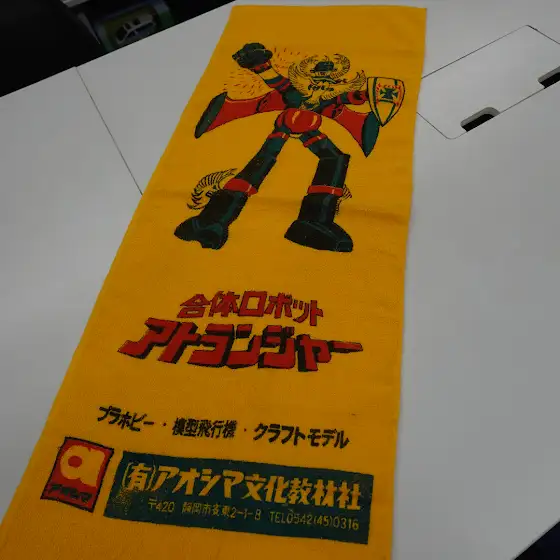 合体ロボット
アトランジャー
プラホビー・模型飛行機・クラフトモデル
アオシマ
(有)アオシマ文化教材社
〒420 静岡市支東2-1-8 TEL0542(45)0316